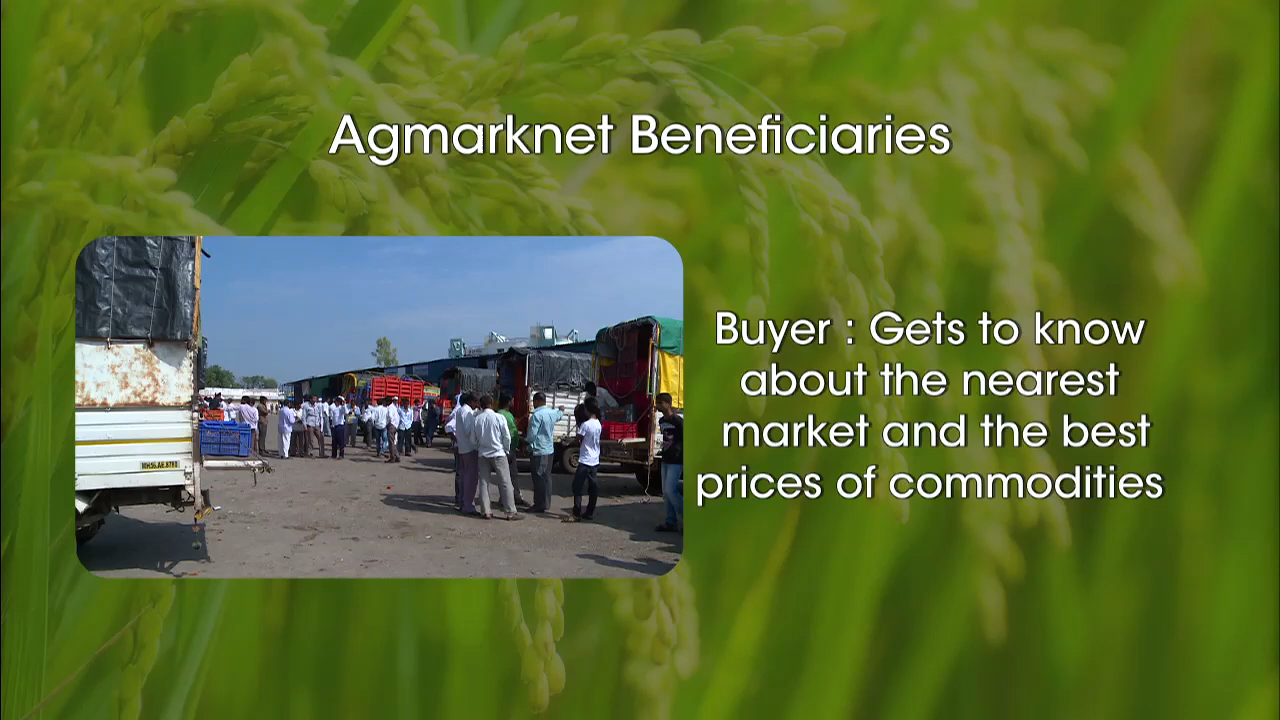 Agmarknet Beneficiaries
Buyer : Gets to know
about the nearest
market and the best
prices of commodities